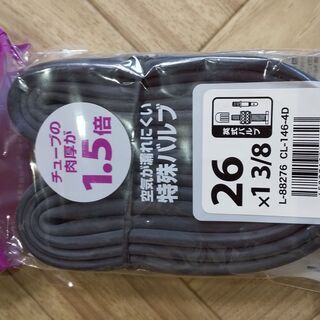 チューブの
肉厚が
1.5倍
空気が漏れにくい
特殊バルブ
英式バルブ
26
×1 3/8
L-88276 CL-146-4D